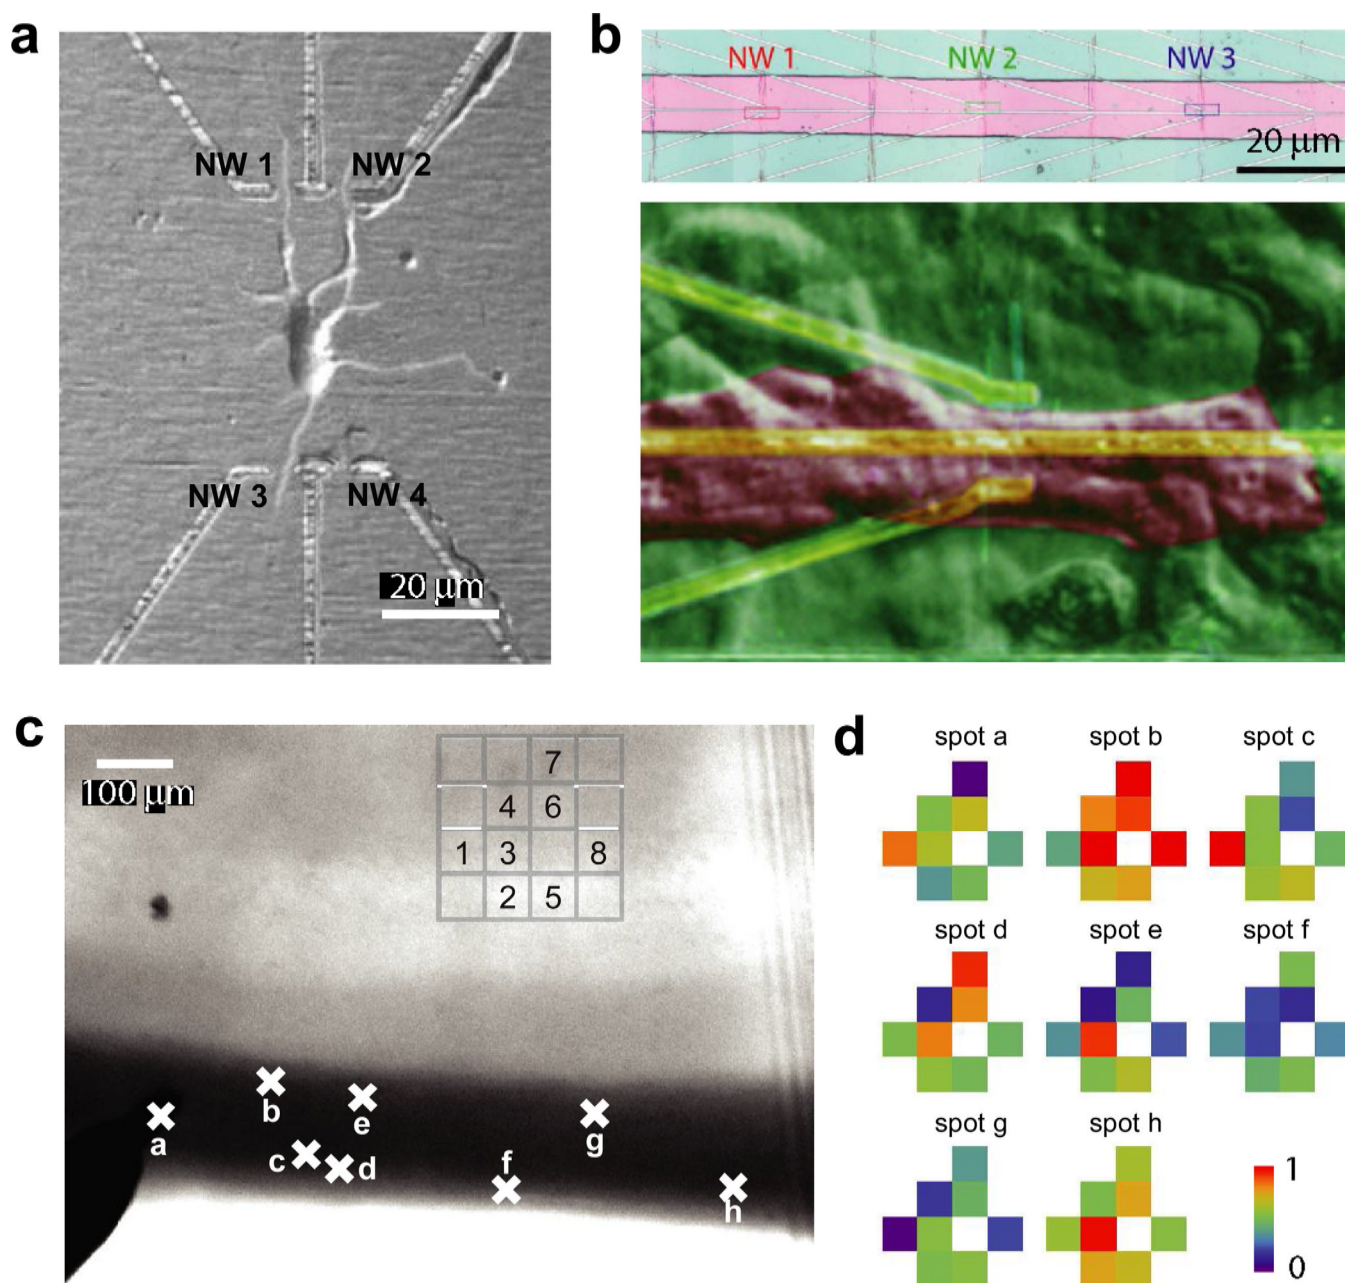 a
NW 1
NW 2
NW 3
NW 4
20 μm
b
NW 1
NW 2
NW 3
20 μm
c
100 μm
7
4 6
1 3 8
2 5
a
b
e
c
d
f
g
h
d
spot a spot b spot c
spot d spot e spot f
spot g spot h
1
0